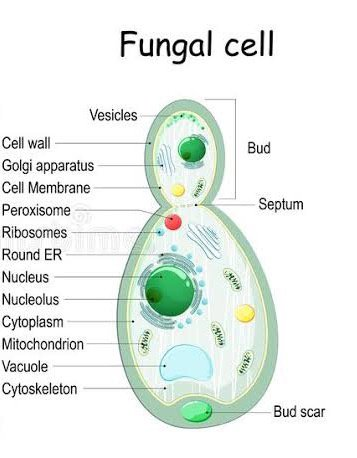 Fungal cell
Vesicles
Cell wall
Golgi apparatus
Bud
Cell Membrane
Peroxisome
Septum
Ribosomes
Round ER
Nucleus
Nucleolus
Cytoplasm
Mitochondrion
Vacuole
Cytoskeleton
Bud scar